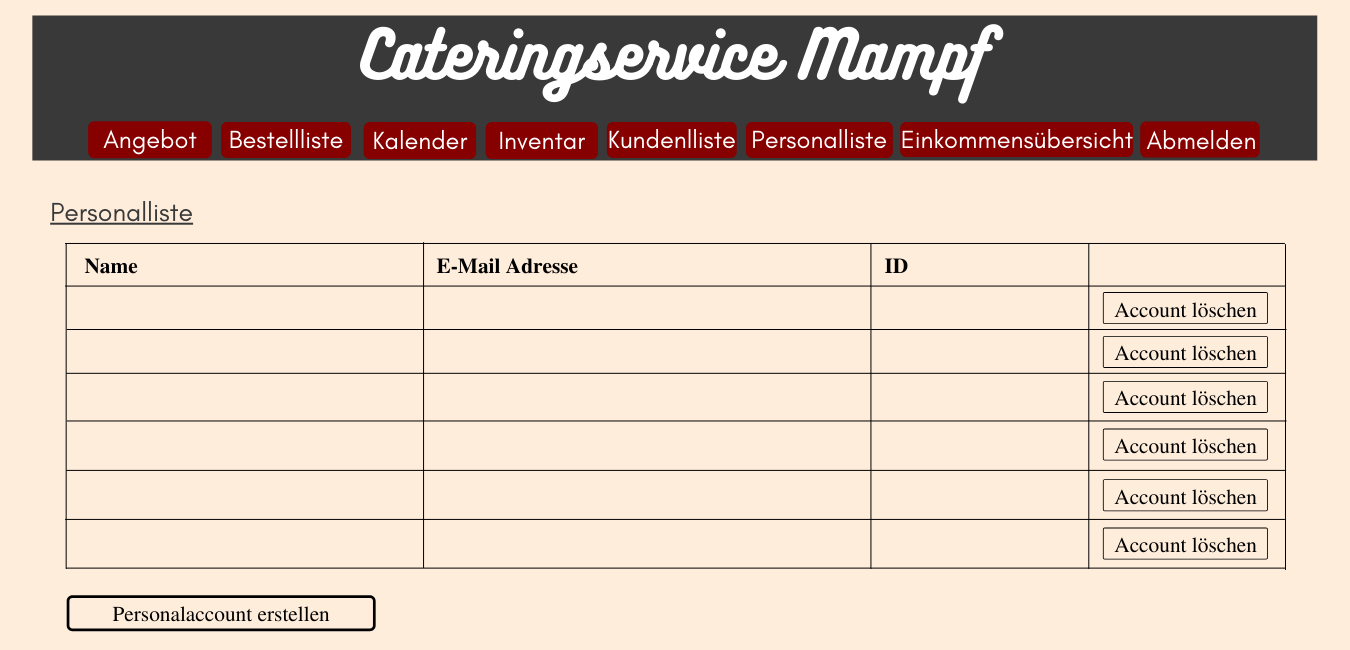 Cateringservice Mampf
Angebot Bestellliste Kalender Inventar Kundenlliste Personalliste Einkommensübersicht Abmelden
Personalliste
Name E-Mail Adresse ID
Account löschen
Account löschen
Account löschen
Account löschen
Account löschen
Account löschen
Personalaccount erstellen